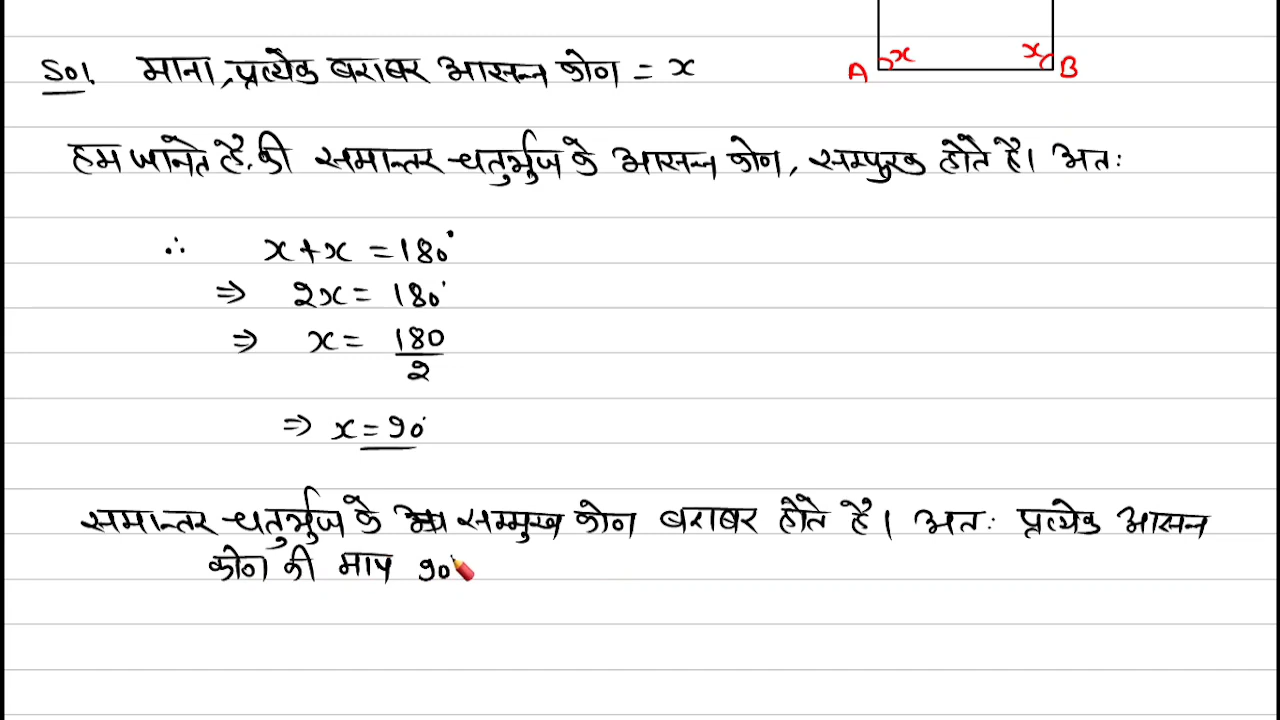 Sol. माना, प्रत्येक बराबर आसन्न कोण = x
A x x B
हम जानते है. की समान्तर चतुर्भुज के आसन्न कोण, सम्पुरक होते है। अतः
∴ x + x = 180°
⇒ 2x = 180°
⇒ x = 180/2
⇒ x = 90°
समान्तर चतुर्भुज के सम्मुख कोण बराबर होते है। अतः प्रत्येक आसन्न
कोण की माप 90